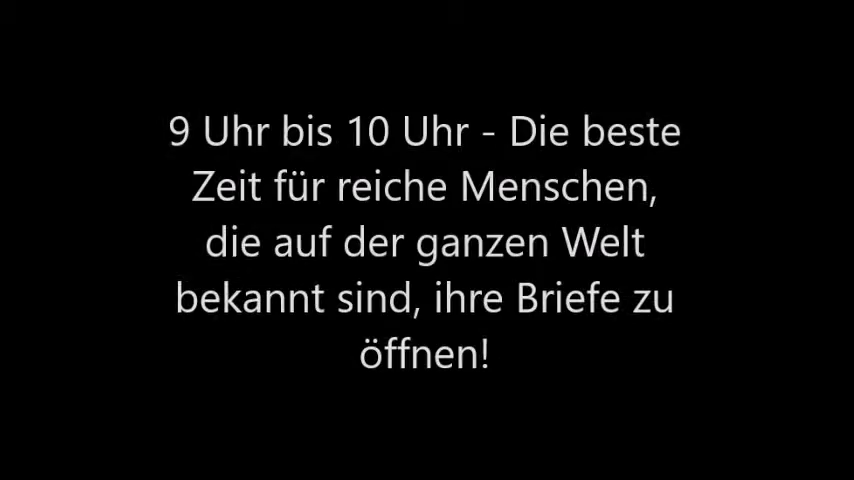 9 Uhr bis 10 Uhr - Die beste
Zeit für reiche Menschen,
die auf der ganzen Welt
bekannt sind, ihre Briefe zu
öffnen!